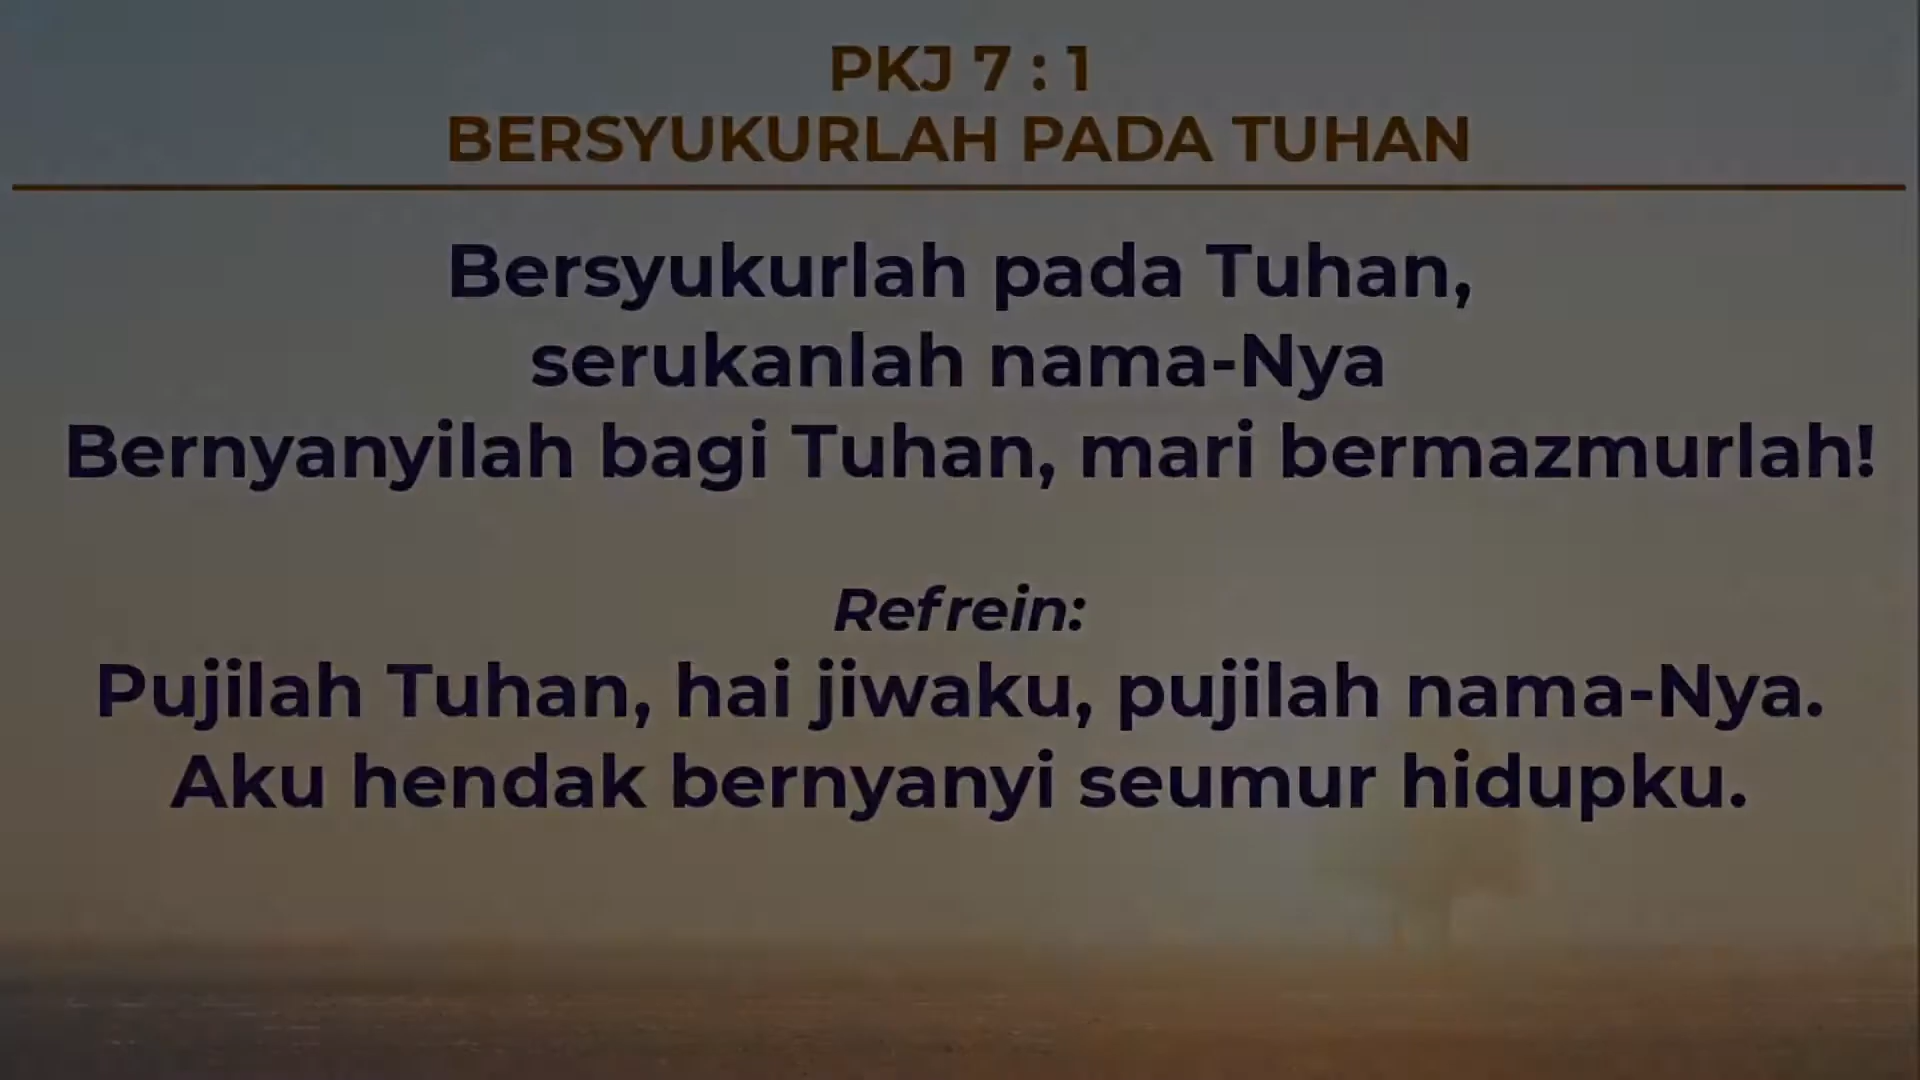 PKJ 7 : 1
BERSYUKURLAH PADA TUHAN
Bersyukurlah pada Tuhan,
serukanlah nama-Nya
Bernyanyilah bagi Tuhan, mari bermazmurlah!
Refrein:
Pujilah Tuhan, hai jiwaku, pujilah nama-Nya.
Aku hendak bernyanyi seumur hidupku.